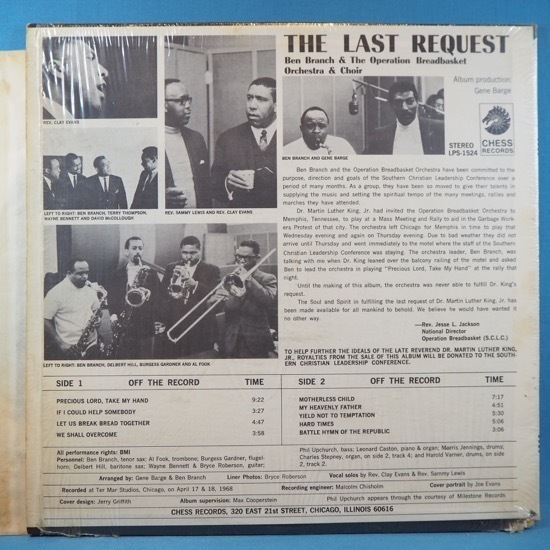 THE LAST REQUEST
Ben Branch & The Operation Breadbasket
Orchestra & Choir
Album production:
Gene Barge
STEREO
LPS-1524
CHESS
RECORDS
REV. CLAY EVANS
LEFT TO RIGHT: BEN BRANCH, TERRY THOMPSON,
WAYNE BENNETT AND DAVID McCOLLOUGH.
REV. SAMMY LEWIS AND REV. CLAY EVANS
BEN BRANCH AND GENE BARGE
LEFT TO RIGHT: BEN BRANCH, DELBERT HILL, BURGESS GARDNER AND AL FOOK.
Ben Branch and the Operation Breadbasket Orchestra have been committed to the
purpose, direction and goals of the Southern Christian Leadership Conference over a
period of many months. As a group, they have been so moved to give their talents in
supplying the music and setting the spiritual tempo of the many meetings, rallies and
marches they have attended.
Dr. Martin Luther King, Jr. had invited the Operation Breadbasket Orchestra to
Memphis, Tennessee, to play at a Mass Meeting and Rally to aid in the Garbage Work-
ers Protest of that city. The orchestra left Chicago for Memphis in time to play that
Wednesday evening and again on Thursday evening. Due to bad weather they did not
arrive until Thursday and went immediately to the motel where the staff of the Southern
Christian Leadership Conference was staying. The orchestra leader, Ben Branch, was
talking with me when Dr. King leaned over the balcony railing of the motel and asked
Ben to lead the orchestra in playing "Precious Lord, Take My Hand" at the rally that
night.
Until the making of this album, the orchestra was never able to fulfill Dr. King's
request.
The Soul and Spirit in fulfilling the last request of Dr. Martin Luther King, Jr. has
been made available for all mankind to behold. We believe he would have wanted it
no other way.
—Rev. Jesse L. Jackson
National Director
Operation Breadbasket (S.C.L.C.)
TO HELP FURTHER THE IDEALS OF THE LATE REVEREND DR. MARTIN LUTHER KING,
JR., ROYALTIES FROM THE SALE OF THIS ALBUM WILL BE DONATED TO THE SOUTH-
ERN CHRISTIAN LEADERSHIP CONFERENCE.
SIDE 1 OFF THE RECORD TIME
PRECIOUS LORD, TAKE MY HAND 9:22
IF I COULD HELP SOMEBODY 3:27
LET US BREAK BREAD TOGETHER 4:47
WE SHALL OVERCOME 3:58
SIDE 2 OFF THE RECORD TIME
MOTHERLESS CHILD 7:17
MY HEAVENLY FATHER 4:51
YIELD NOT TO TEMPTATION 5:30
HARD TIMES 5:06
BATTLE HYMN OF THE REPUBLIC 3:06
All performance rights: BMI
Personnel: Ben Branch, tenor sax; Al Fook, trombone; Burgess Gardner, flugel-
horn; Delbert Hill, baritone sax; Wayne Bennett & Bryce Roberson, guitar;
Phil Upchurch, bass; Leonard Caston, piano & organ; Morris Jennings, drums;
Charles Stepney, organ, on side 2, track 4; and Harold Varner, drums, on side
2, track 2.
Arranged by: Gene Barge & Ben Branch
Liner Photos: Bryce Roberson
Vocal solos by Rev. Clay Evans & Rev. Sammy Lewis
Recorded at Ter Mar Studios, Chicago, on April 17 & 18, 1968
Recording engineer: Malcolm Chisholm
Cover portrait by Joe Evans
Cover design: Jerry Griffith
Album supervision: Max Cooperstein
Phil Upchurch appears through the courtesy of Milestone Records
CHESS RECORDS, 320 EAST 21st STREET, CHICAGO, ILLINOIS 60616